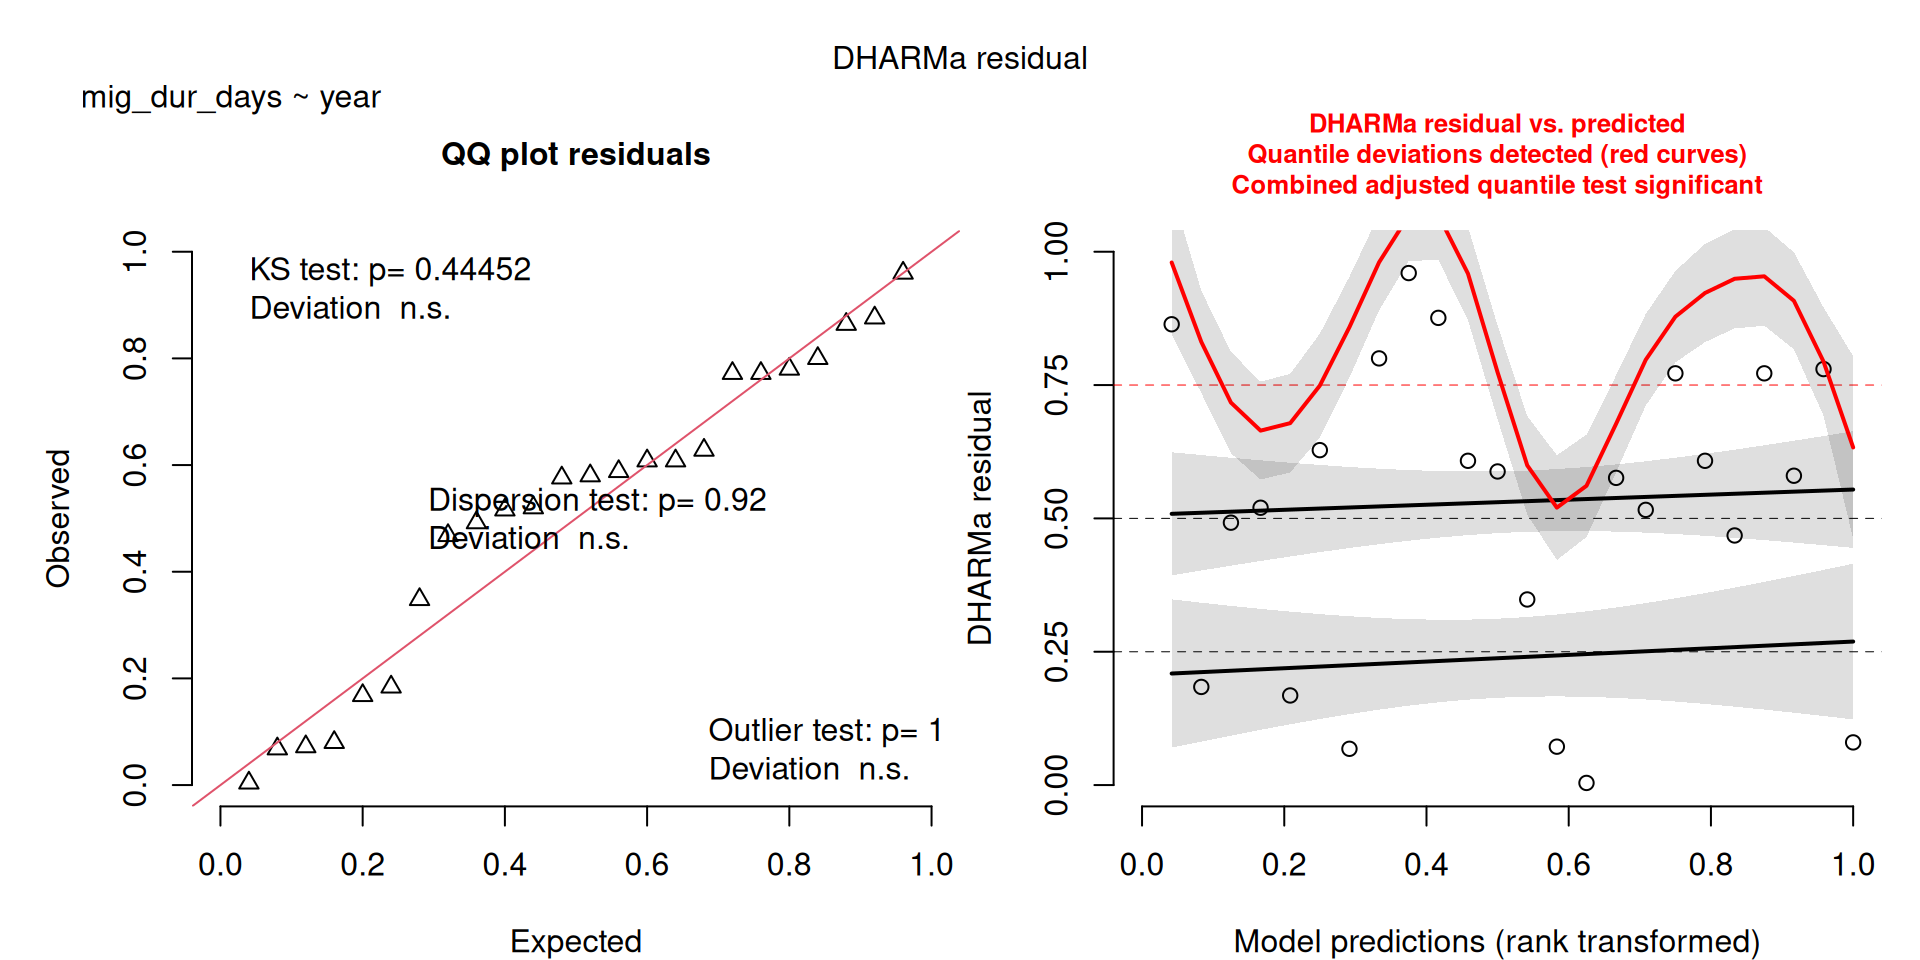 DHARMa residual
mig_dur_days ~ year
QQ plot residuals
KS test: p= 0.44452
Deviation  n.s.
Dispersion test: p= 0.92
Deviation  n.s.
Outlier test: p= 1
Deviation  n.s.
Observed
0.0
0.2
0.4
0.6
0.8
1.0
0.0
0.2
0.4
0.6
0.8
1.0
Expected
DHARMa residual vs. predicted
Quantile deviations detected (red curves)
Combined adjusted quantile test significant
DHARMa residual
0.00
0.25
0.50
0.75
1.00
0.0
0.2
0.4
0.6
0.8
1.0
Model predictions (rank transformed)